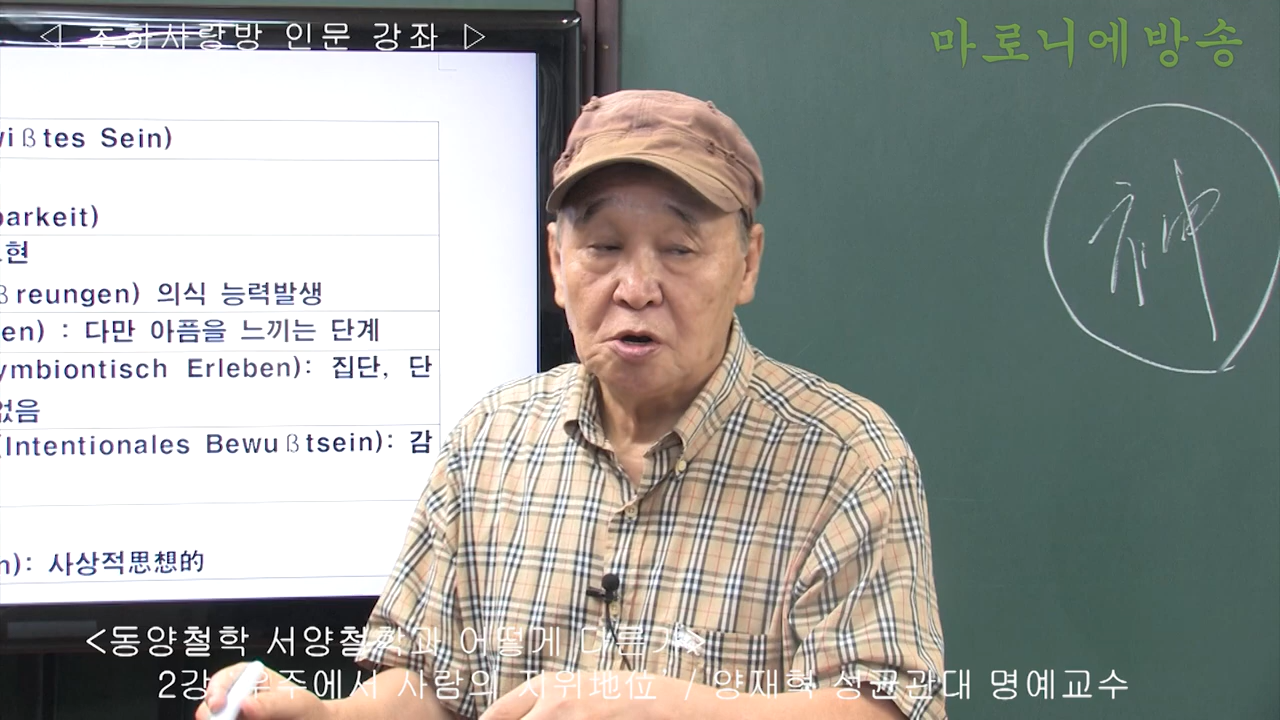 ◁ 조하사랑방 인문 강좌 ▷
마로니에방송
wißtes Sein)
barkeit)
현
ßreungen) 의식 능력발생
en) : 다만 아픔을 느끼는 단계
ymbiontisch Erleben): 집단, 단
없음
(Intentionales Bewußtsein): 감
n): 사상적思想的
神
<동양철학 서양철학과 어떻게 다른가>
2강 '우주에서 사람의 지위地位' / 양재혁 성균관대 명예교수